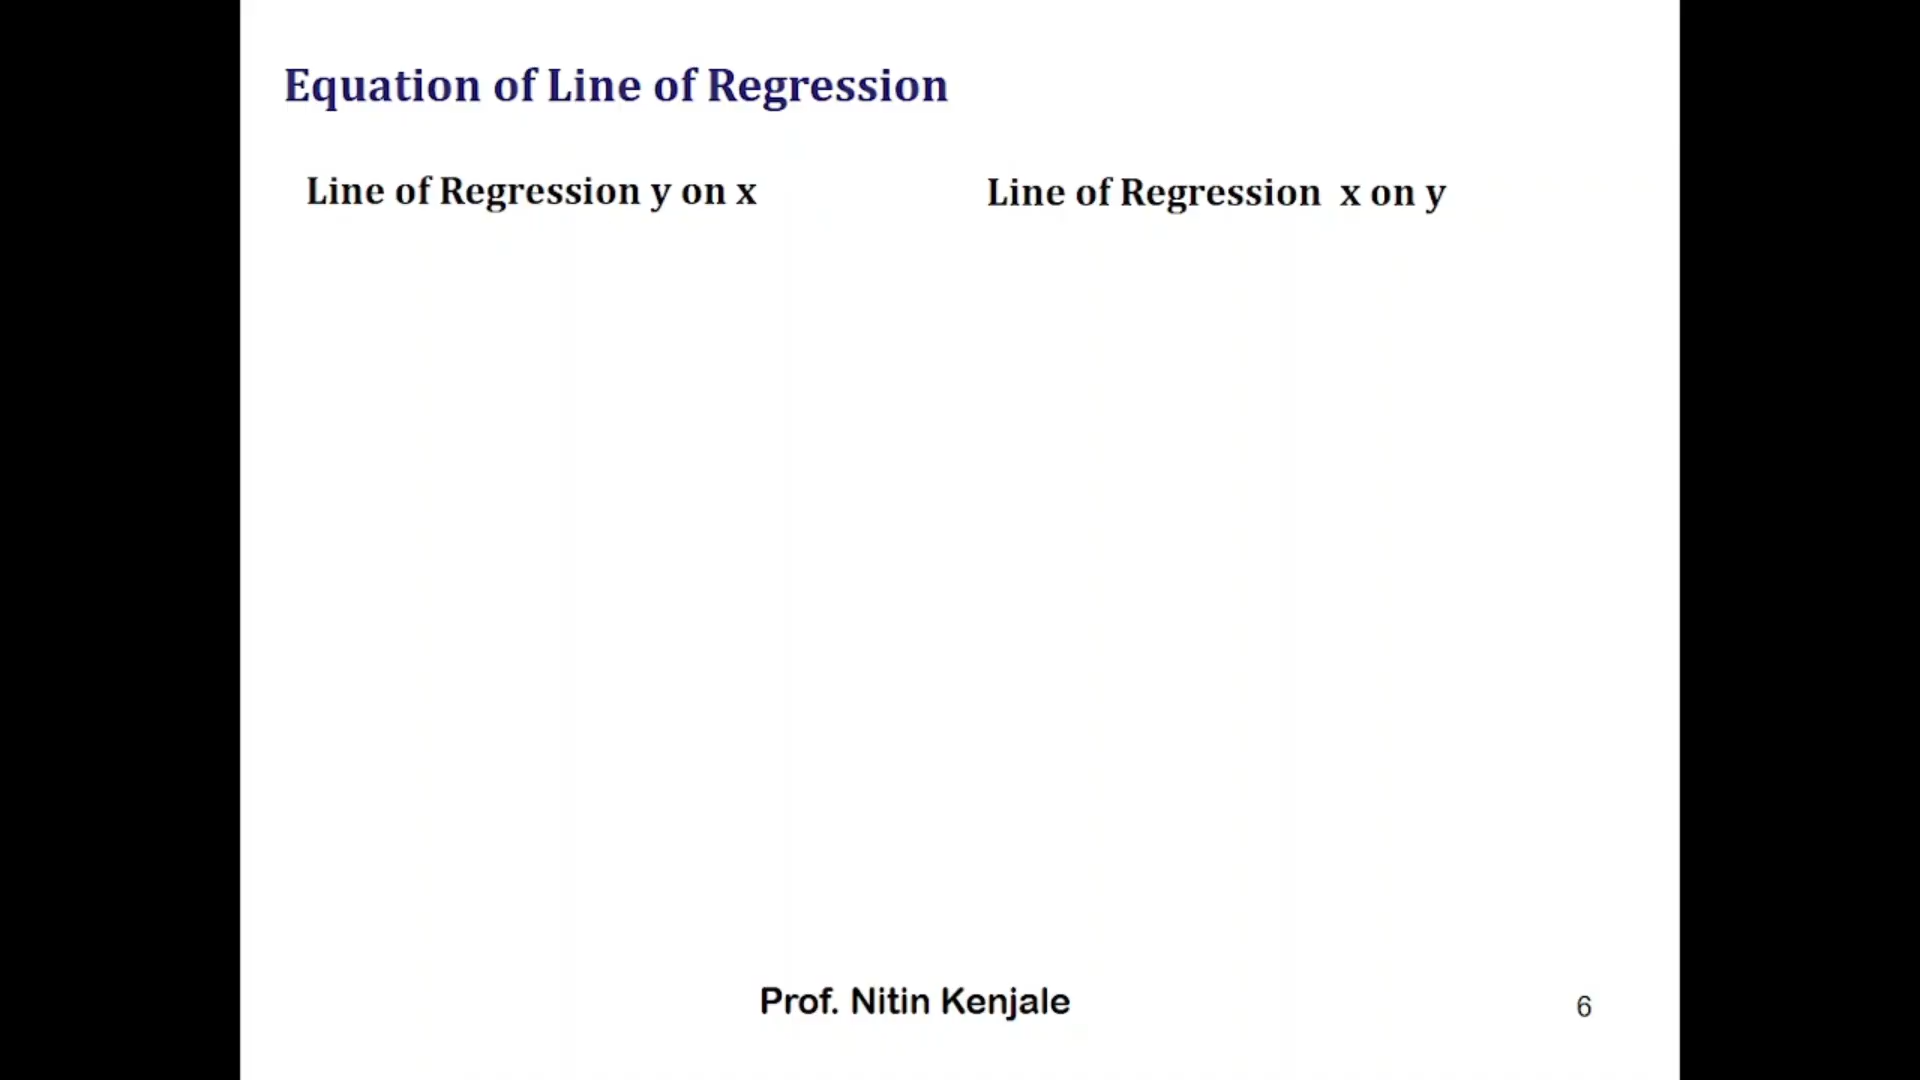 Equation of Line of Regression
Line of Regression y on x
Line of Regression x on y
Prof. Nitin Kenjale
6